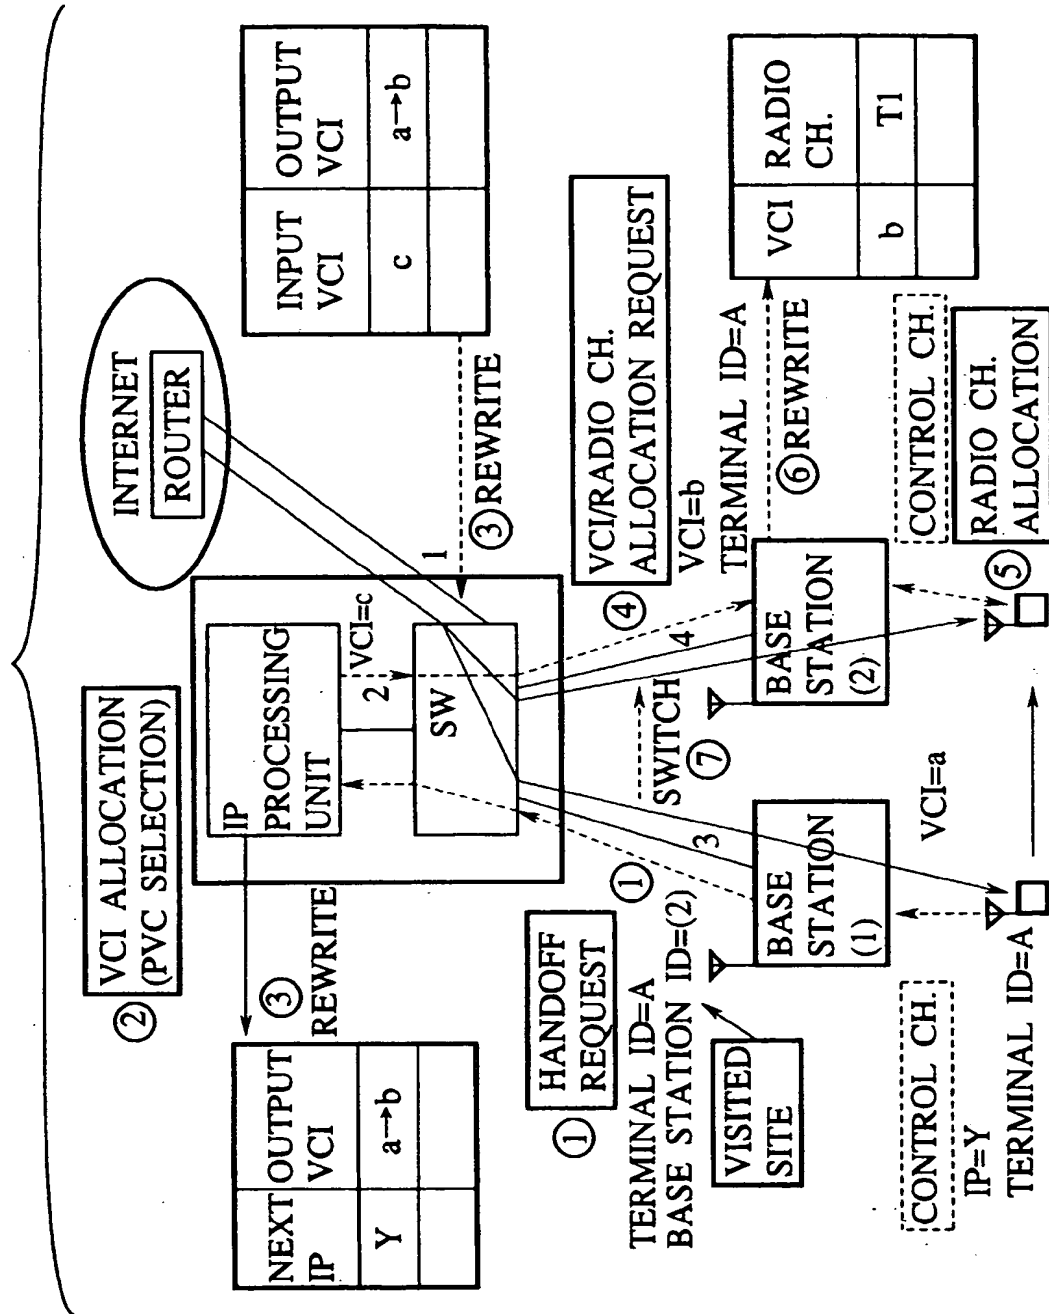 INTERNET
ROUTER
② VCI ALLOCATION
(PVC SELECTION)
IP
PROCESSING
UNIT
VCI=c
2
SW
1
③ REWRITE
NEXT IP
OUTPUT VCI
Y
a→b
③ REWRITE
INPUT VCI
OUTPUT VCI
c
a→b
① HANDOFF
REQUEST
TERMINAL ID=A
BASE STATION ID=(2)
VISITED
SITE
①
3
SWITCH
⑦
4
④ VCI/RADIO CH.
ALLOCATION REQUEST
VCI=b
TERMINAL ID=A
⑥ REWRITE
VCI
RADIO CH.
b
T1
BASE
STATION
(1)
BASE
STATION
(2)
CONTROL CH.
IP=Y
TERMINAL ID=A
VCI=a
CONTROL CH.
⑤ RADIO CH.
ALLOCATION